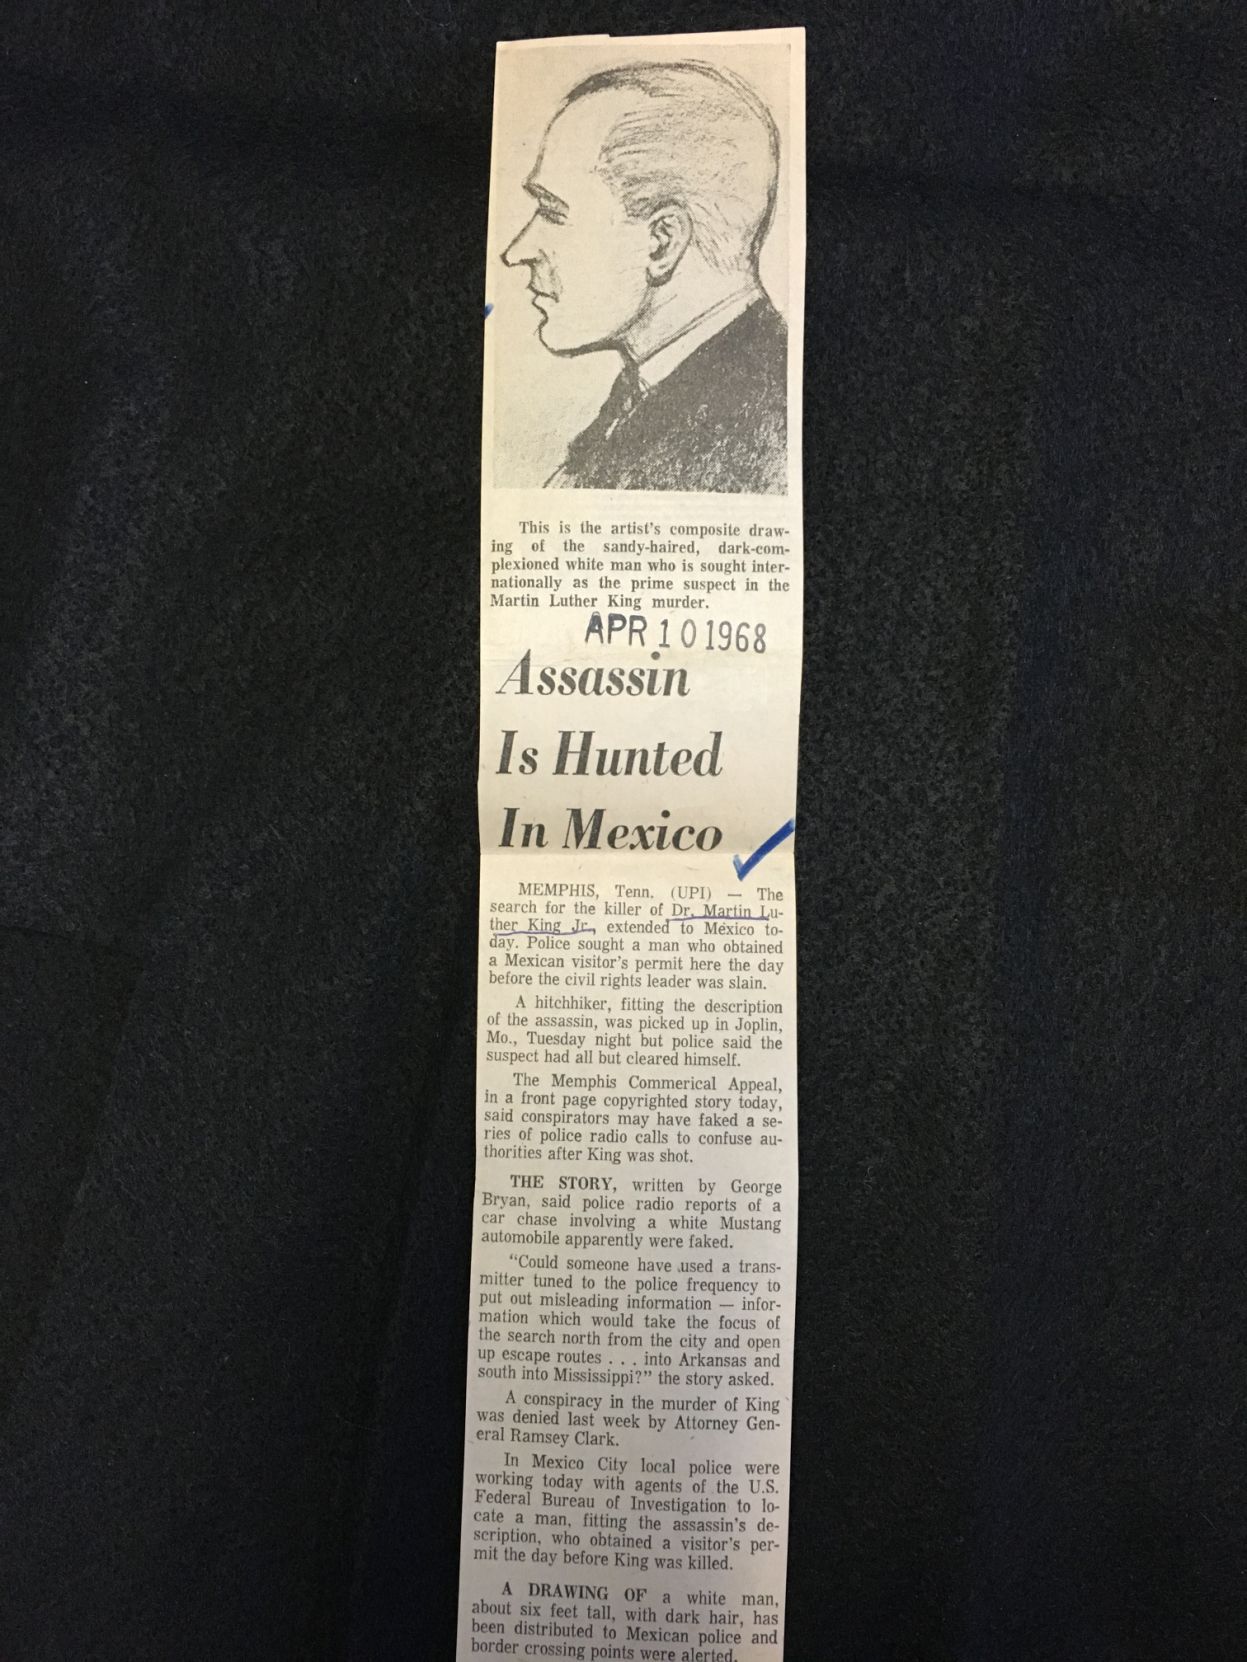 This is the artist's composite draw-
ing of the sandy-haired, dark-com-
plexioned white man who is sought inter-
nationally as the prime suspect in the
Martin Luther King murder.
APR 10 1968
Assassin
Is Hunted
In Mexico
MEMPHIS, Tenn. (UPI) — The
search for the killer of Dr. Martin Lu-
ther King Jr., extended to Mexico to-
day. Police sought a man who obtained
a Mexican visitor's permit here the day
before the civil rights leader was slain.
A hitchhiker, fitting the description
of the assassin, was picked up in Joplin,
Mo., Tuesday night but police said the
suspect had all but cleared himself.
The Memphis Commerical Appeal,
in a front page copyrighted story today,
said conspirators may have faked a se-
ries of police radio calls to confuse au-
thorities after King was shot.
THE STORY, written by George
Bryan, said police radio reports of a
car chase involving a white Mustang
automobile apparently were faked.
"Could someone have used a trans-
mitter tuned to the police frequency to
put out misleading information — infor-
mation which would take the focus of
the search north from the city and open
up escape routes . . . into Arkansas and
south into Mississippi?" the story asked.
A conspiracy in the murder of King
was denied last week by Attorney Gen-
eral Ramsey Clark.
In Mexico City local police were
working today with agents of the U.S.
Federal Bureau of Investigation to lo-
cate a man, fitting the assassin's de-
scription, who obtained a visitor's per-
mit the day before King was killed.
A DRAWING OF a white man,
about six feet tall, with dark hair, has
been distributed to Mexican police and
border crossing points were alerted.